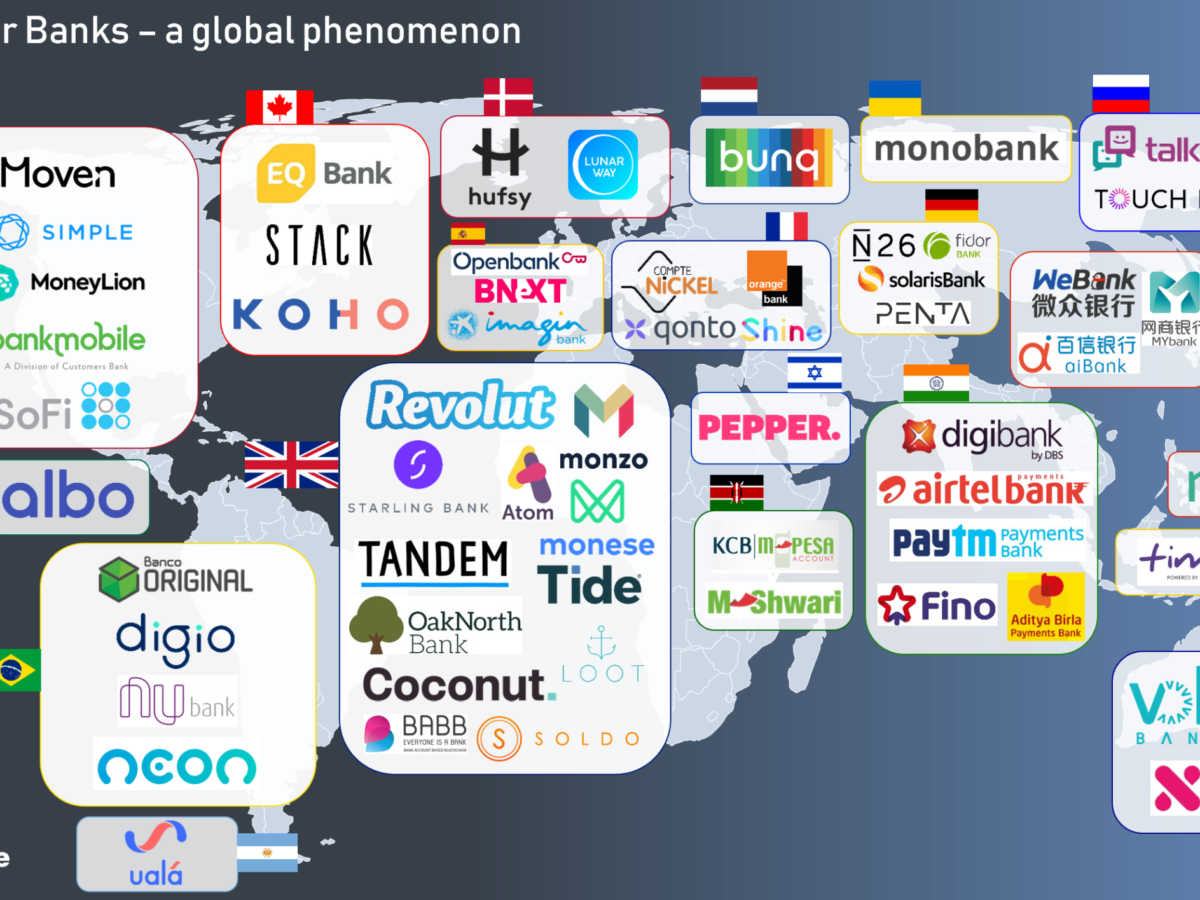 r Banks – a global phenomenon
Moven
SIMPLE
MoneyLion
bankmobile
A Division of Customers Bank
SoFi
albo
EQ Bank
STACK
KOHO
hufsy
LUNAR
WAY
bunq
monobank
talk
TOUCH
Openbank
BNEXT
imagin
bank
COMPTE
NiCKEL
orange
bank
qonto
Shine
N26
fidor
BANK
solarisBank
PENTA
WeBank
微众银行
网商银行
MYbank
百信银行
aiBank
Revolut
monzo
STARLING BANK
Atom
TANDEM
monese
Tide
OakNorth
Bank
LOOT
Coconut.
BABB
EVERYONE IS A BANK
BANK ACCOUNT BASED BLOCKCHAIN
S SOLDO
PEPPER.
KCB M-PESA
ACCOUNT
M-Shwari
digibank
by DBS
payments
airtel bank
paytm Payments
Bank
Fino
Aditya Birla
Payments Bank
POWERED BY
Banco
ORIGINAL
digio
nu bank
neon
ualá
e
BAN